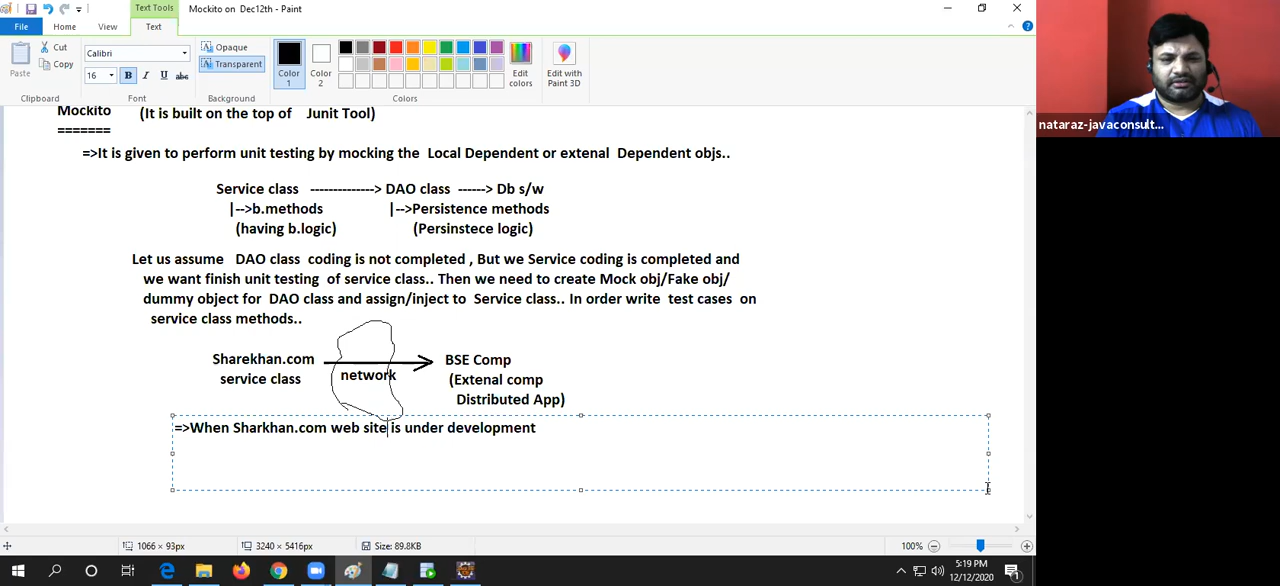 Text Tools
Mockito on Dec12th - Paint
File
Home
View
Text
Paste
Cut
Copy
Clipboard
Calibri
16
B
I
U
abc
Font
Opaque
Transparent
Background
Color
1
Color
2
Colors
Edit
colors
Edit with
Paint 3D
nataraz-javaconsult...
Mockito (It is built on the top of Junit Tool)
=======
=>It is given to perform unit testing by mocking the Local Dependent or extenal Dependent objs..
Service class --------------> DAO class ------> Db s/w
|-->b.methods |-->Persistence methods
(having b.logic) (Persinstece logic)
Let us assume DAO class coding is not completed , But we Service coding is completed and
we want finish unit testing of service class.. Then we need to create Mock obj/Fake obj/
dummy object for DAO class and assign/inject to Service class.. In order write test cases on
service class methods..
Sharekhan.com BSE Comp
service class network (Extenal comp
Distributed App)
=>When Sharkhan.com web site is under development
1066 × 93px
3240 × 5416px
Size: 89.8KB
100%
5:19 PM
12/12/2020